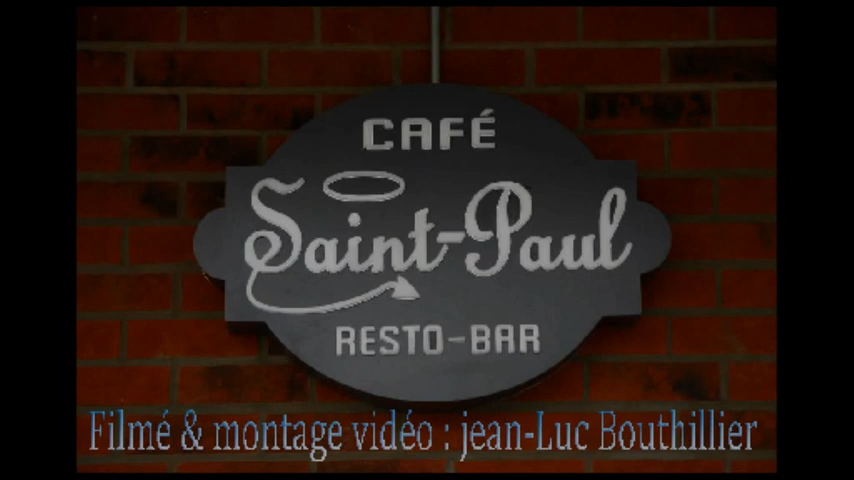 CAFÉ
Saint-Paul
RESTO-BAR
Filmé & montage vidéo : jean-Luc Bouthillier